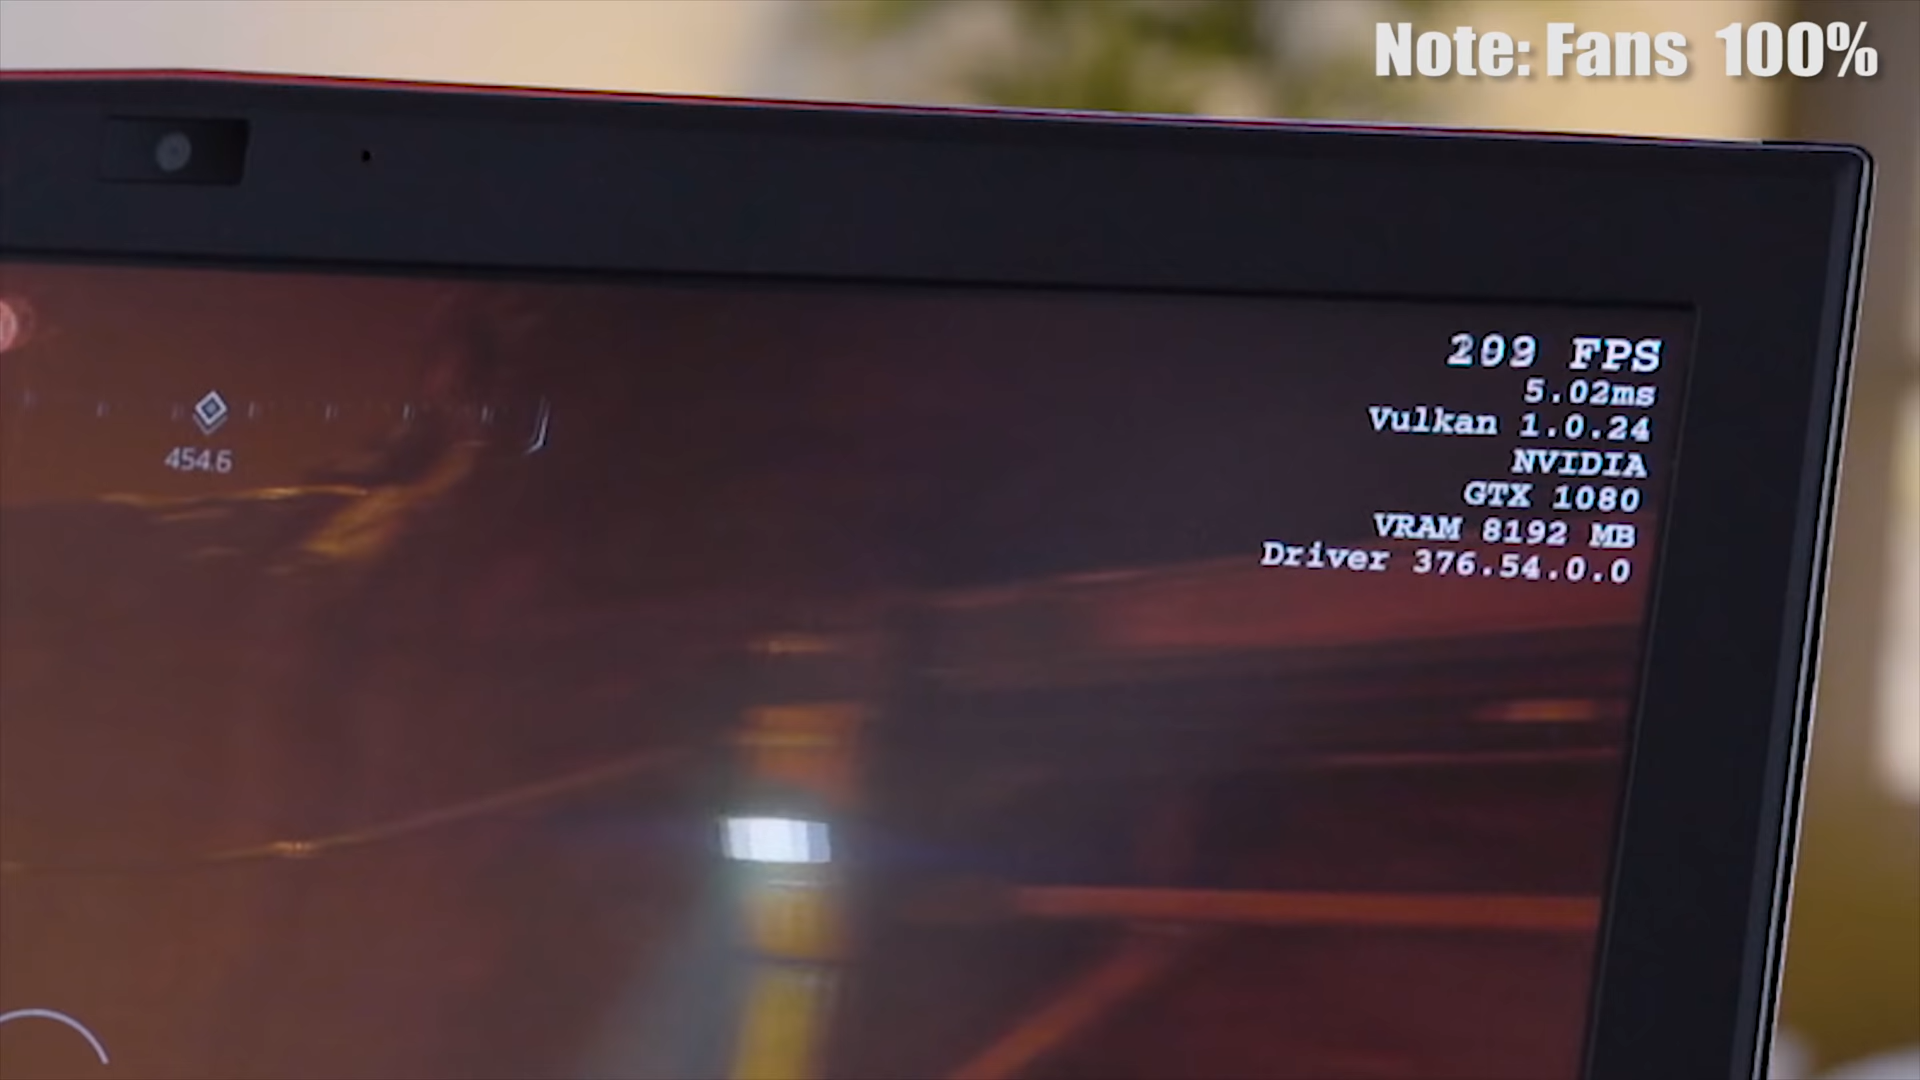 Note: Fans 100%
209 FPS
5.02ms
Vulkan 1.0.24
NVIDIA
GTX 1080
VRAM 8192 MB
Driver 376.54.0.0
454.6